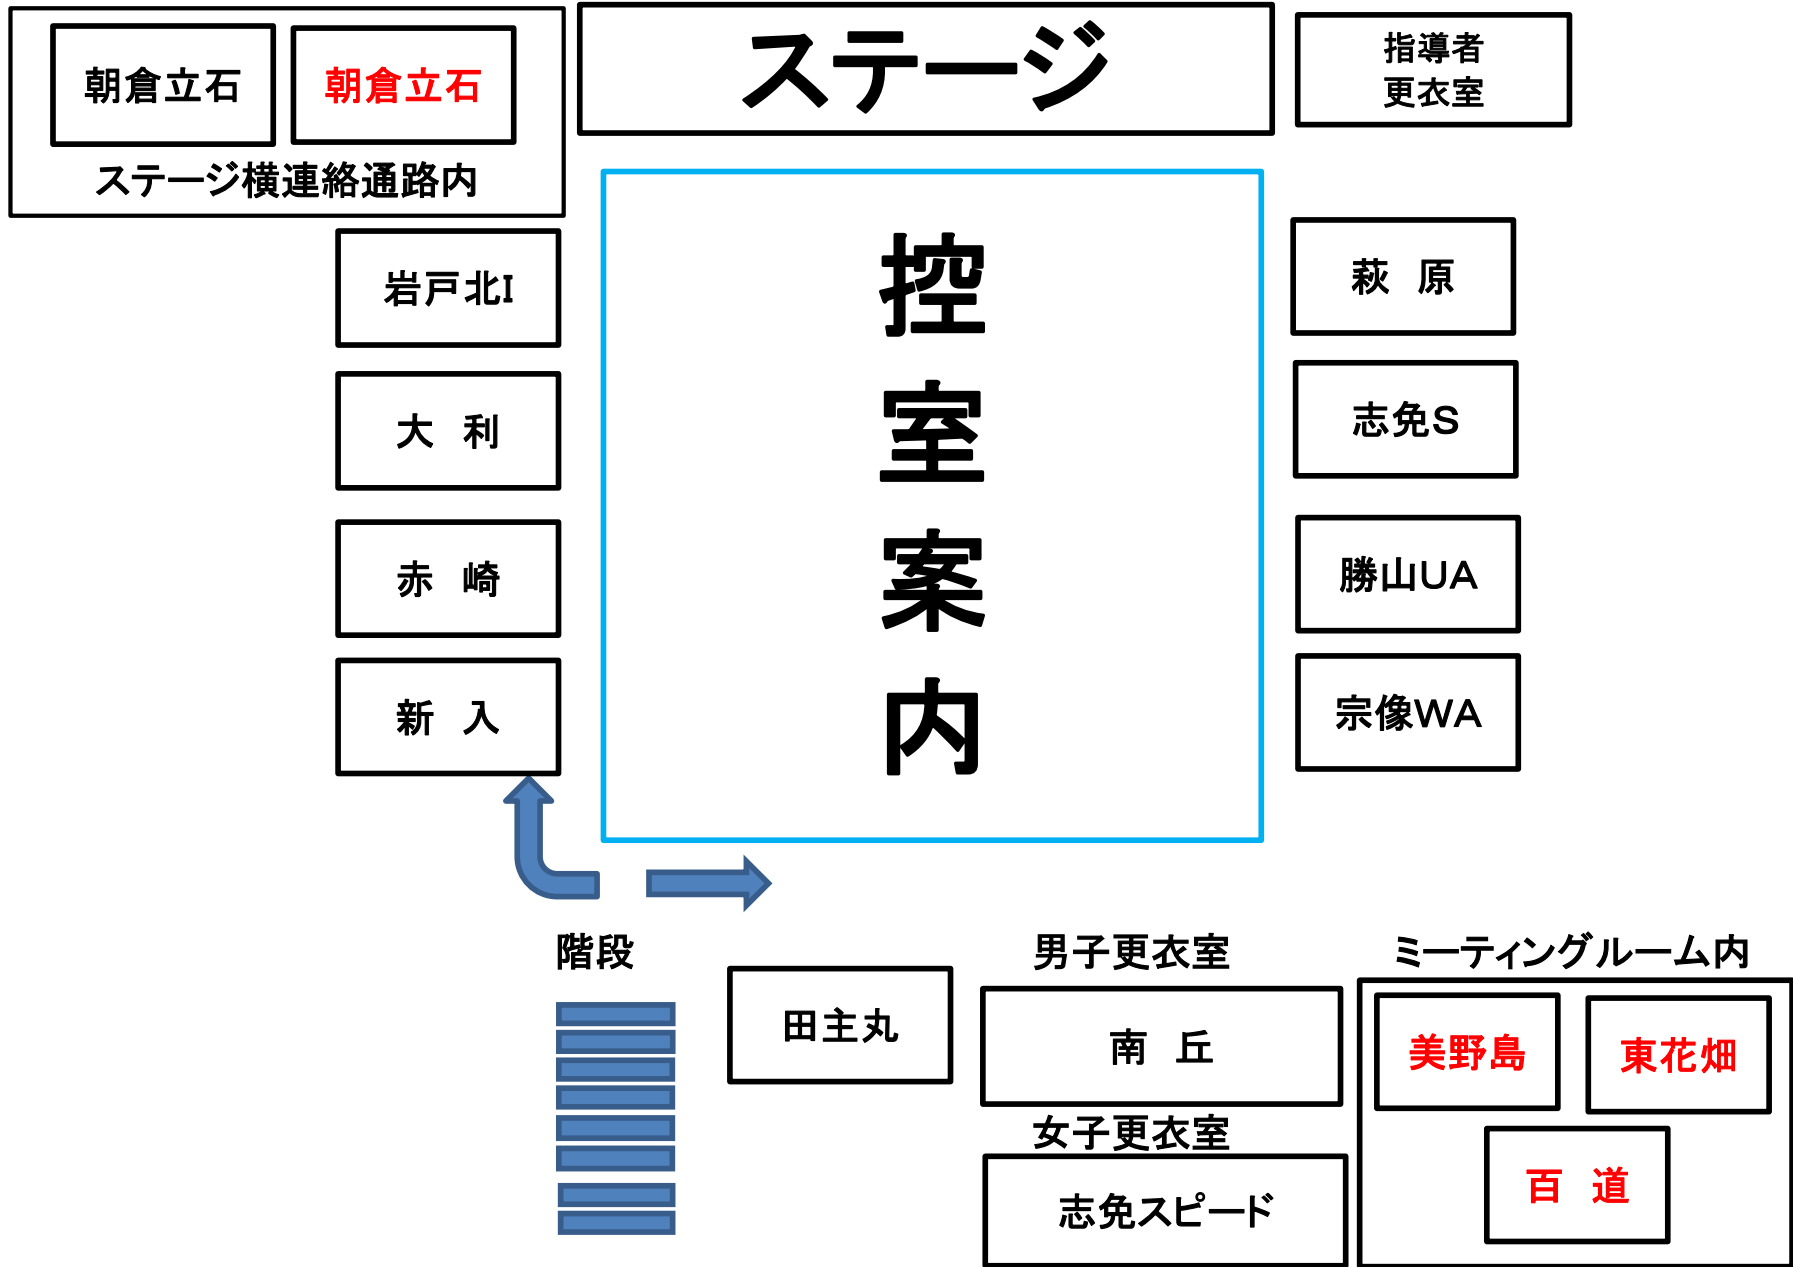 朝倉立石
朝倉立石
ステージ横連絡通路内
ステージ
指導者
更衣室
控室案内
岩戸北Ⅰ
大 利
赤 崎
新 入
萩 原
志免S
勝山UA
宗像WA
階段
田主丸
男子更衣室
南 丘
女子更衣室
志免スピード
ミーティングルーム内
美野島
東花畑
百 道